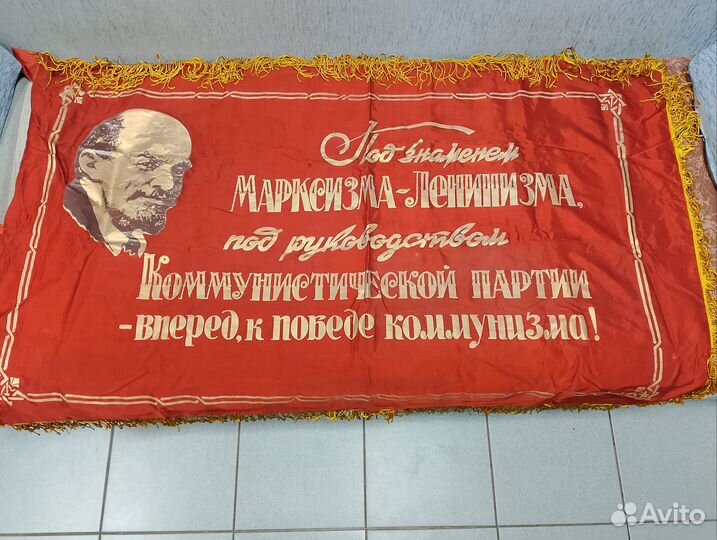 Под знаменем
Марксизма-Ленинизма,
под руководством
Коммунистической партии
-вперед, к победе коммунизма!
Avito